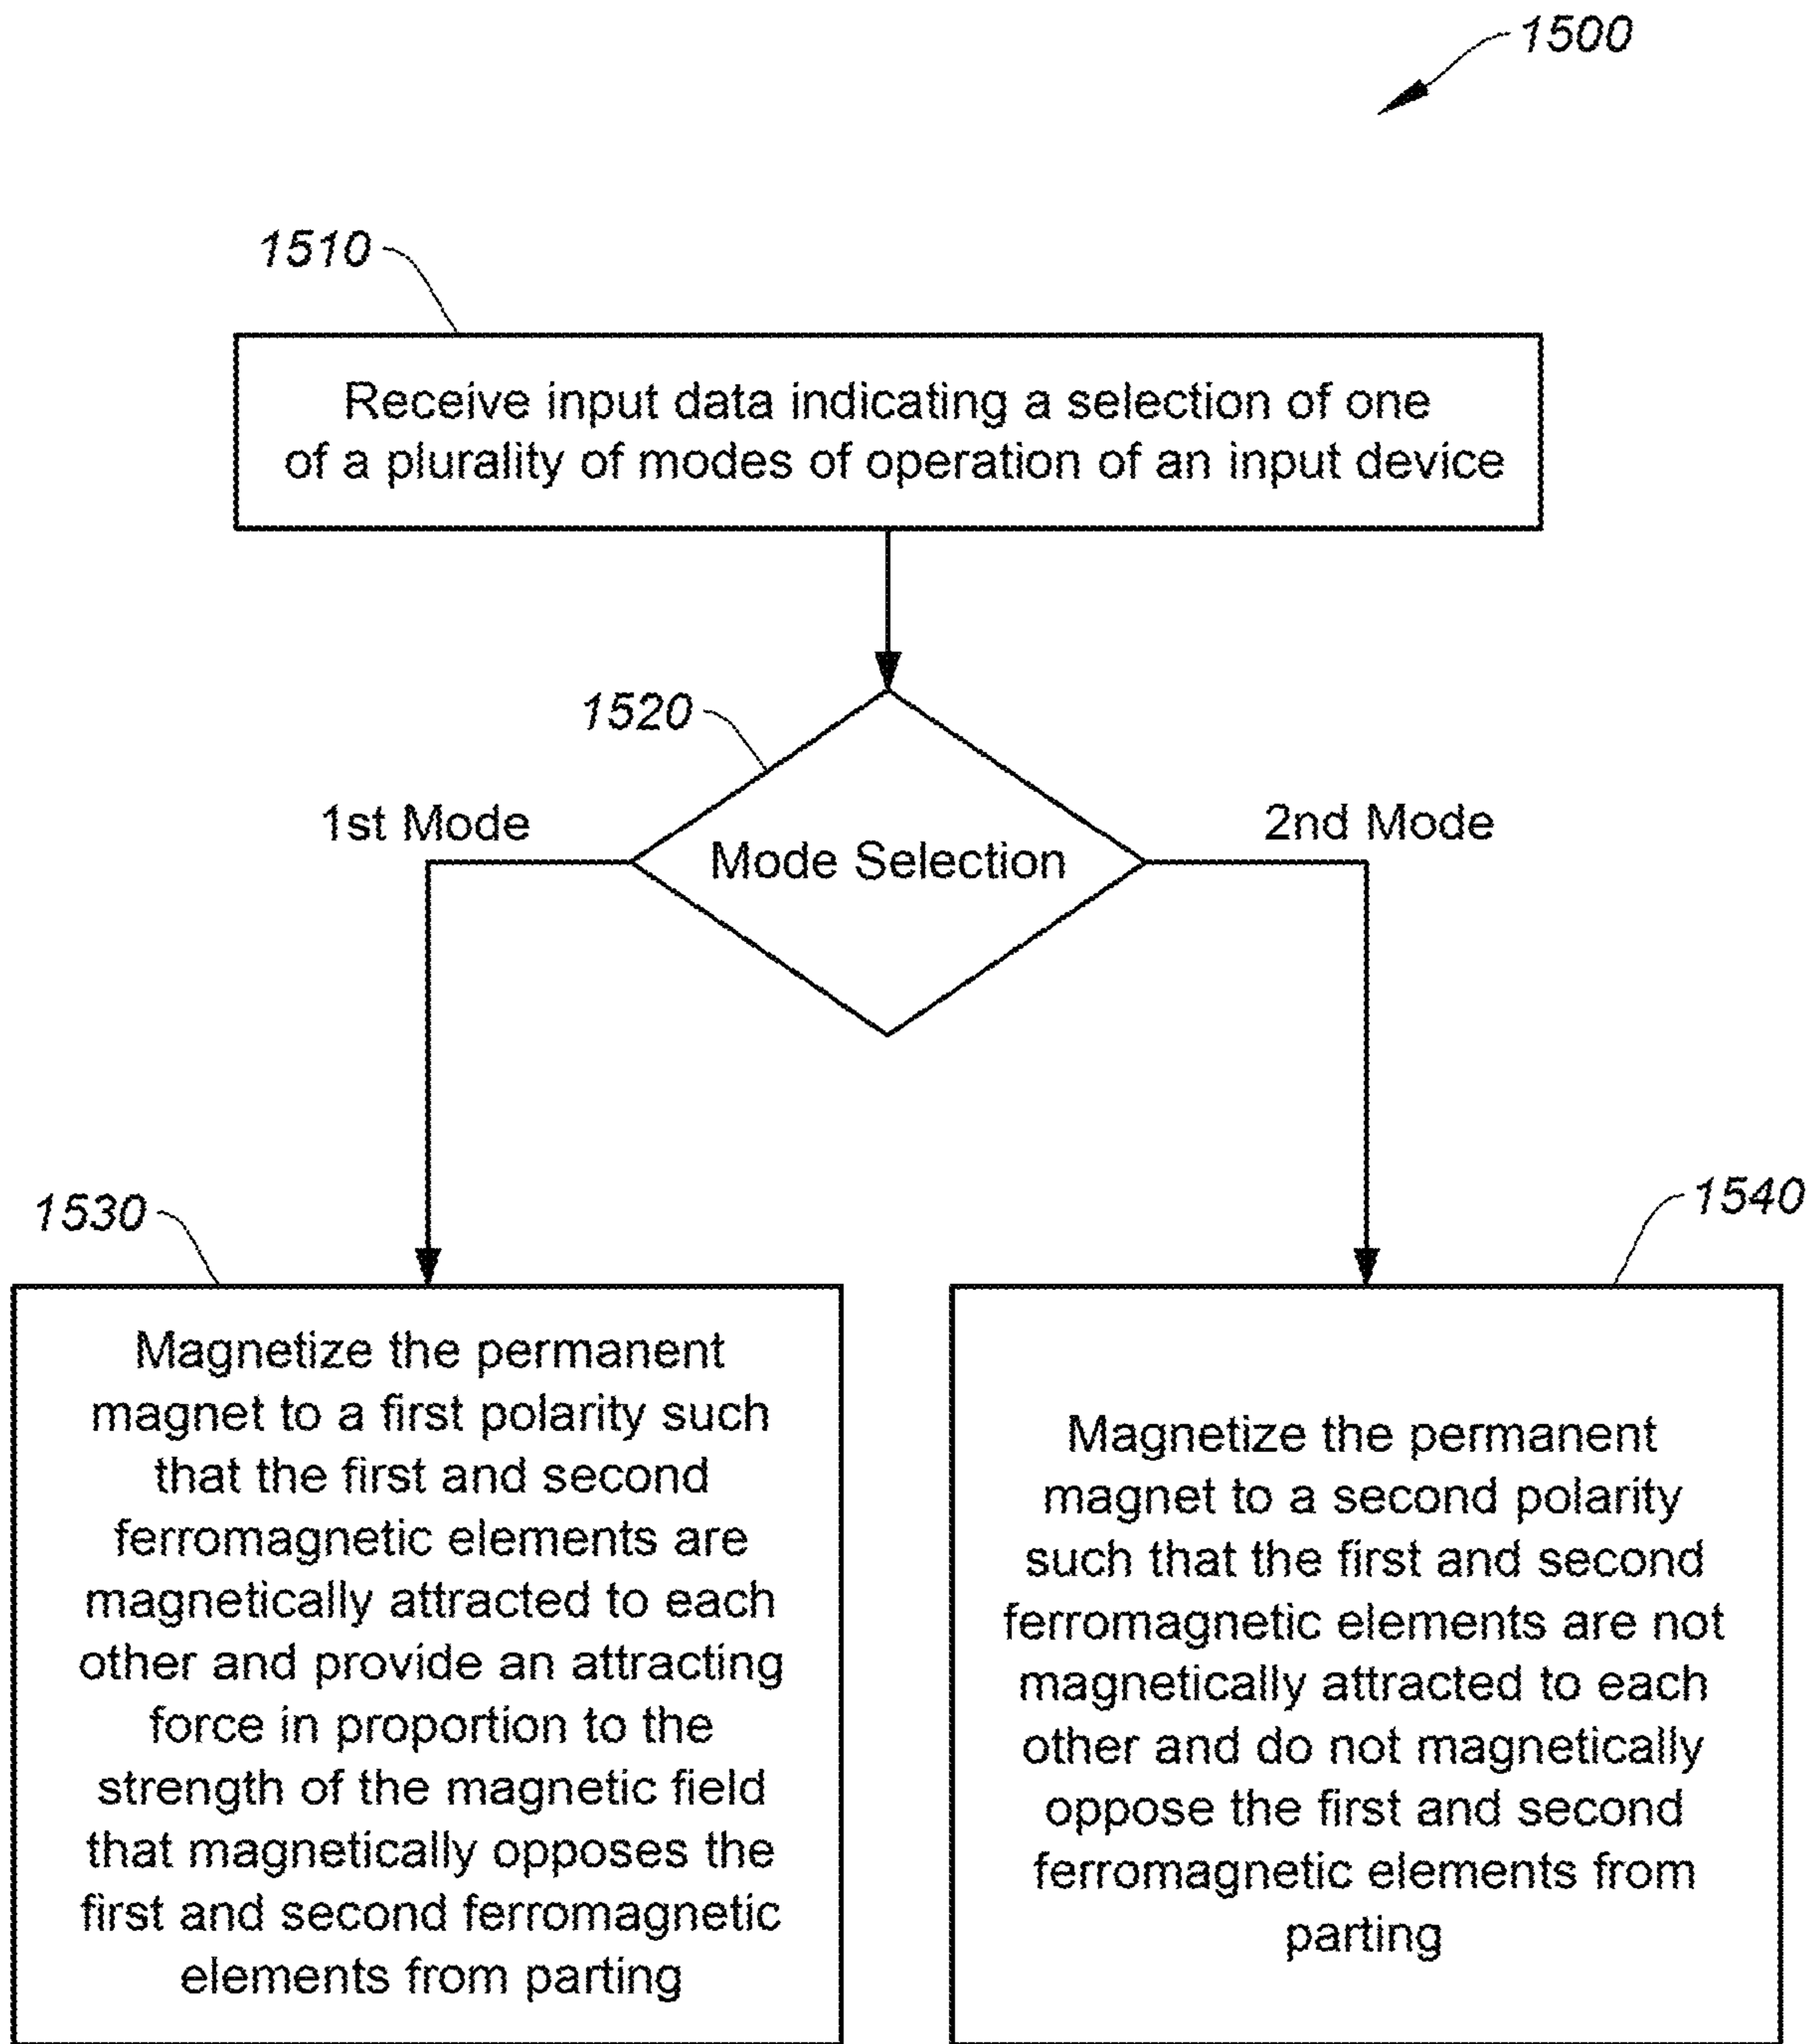 1500
1510
Receive input data indicating a selection of one
of a plurality of modes of operation of an input device
1520
1st Mode
Mode Selection
2nd Mode
1530
Magnetize the permanent
magnet to a first polarity such
that the first and second
ferromagnetic elements are
magnetically attracted to each
other and provide an attracting
force in proportion to the
strength of the magnetic field
that magnetically opposes the
first and second ferromagnetic
elements from parting
1540
Magnetize the permanent
magnet to a second polarity
such that the first and second
ferromagnetic elements are not
magnetically attracted to each
other and do not magnetically
oppose the first and second
ferromagnetic elements from
parting